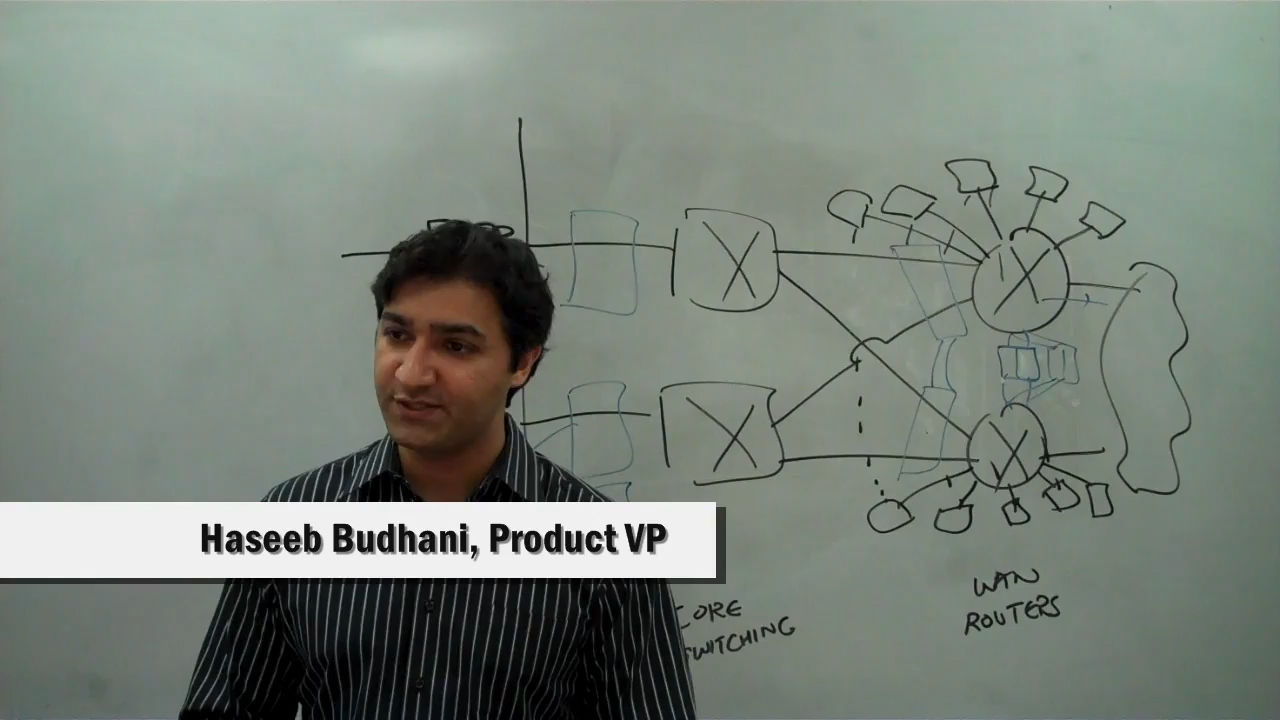 Haseeb Budhani, Product VP
CORE
SWITCHING
WAN
ROUTERS